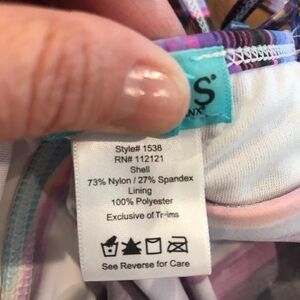 S
NX
Style# 1538
RN# 112121
Shell
73% Nylon / 27% Spandex
Lining
100% Polyester
Exclusive of Trims
See Reverse for Care